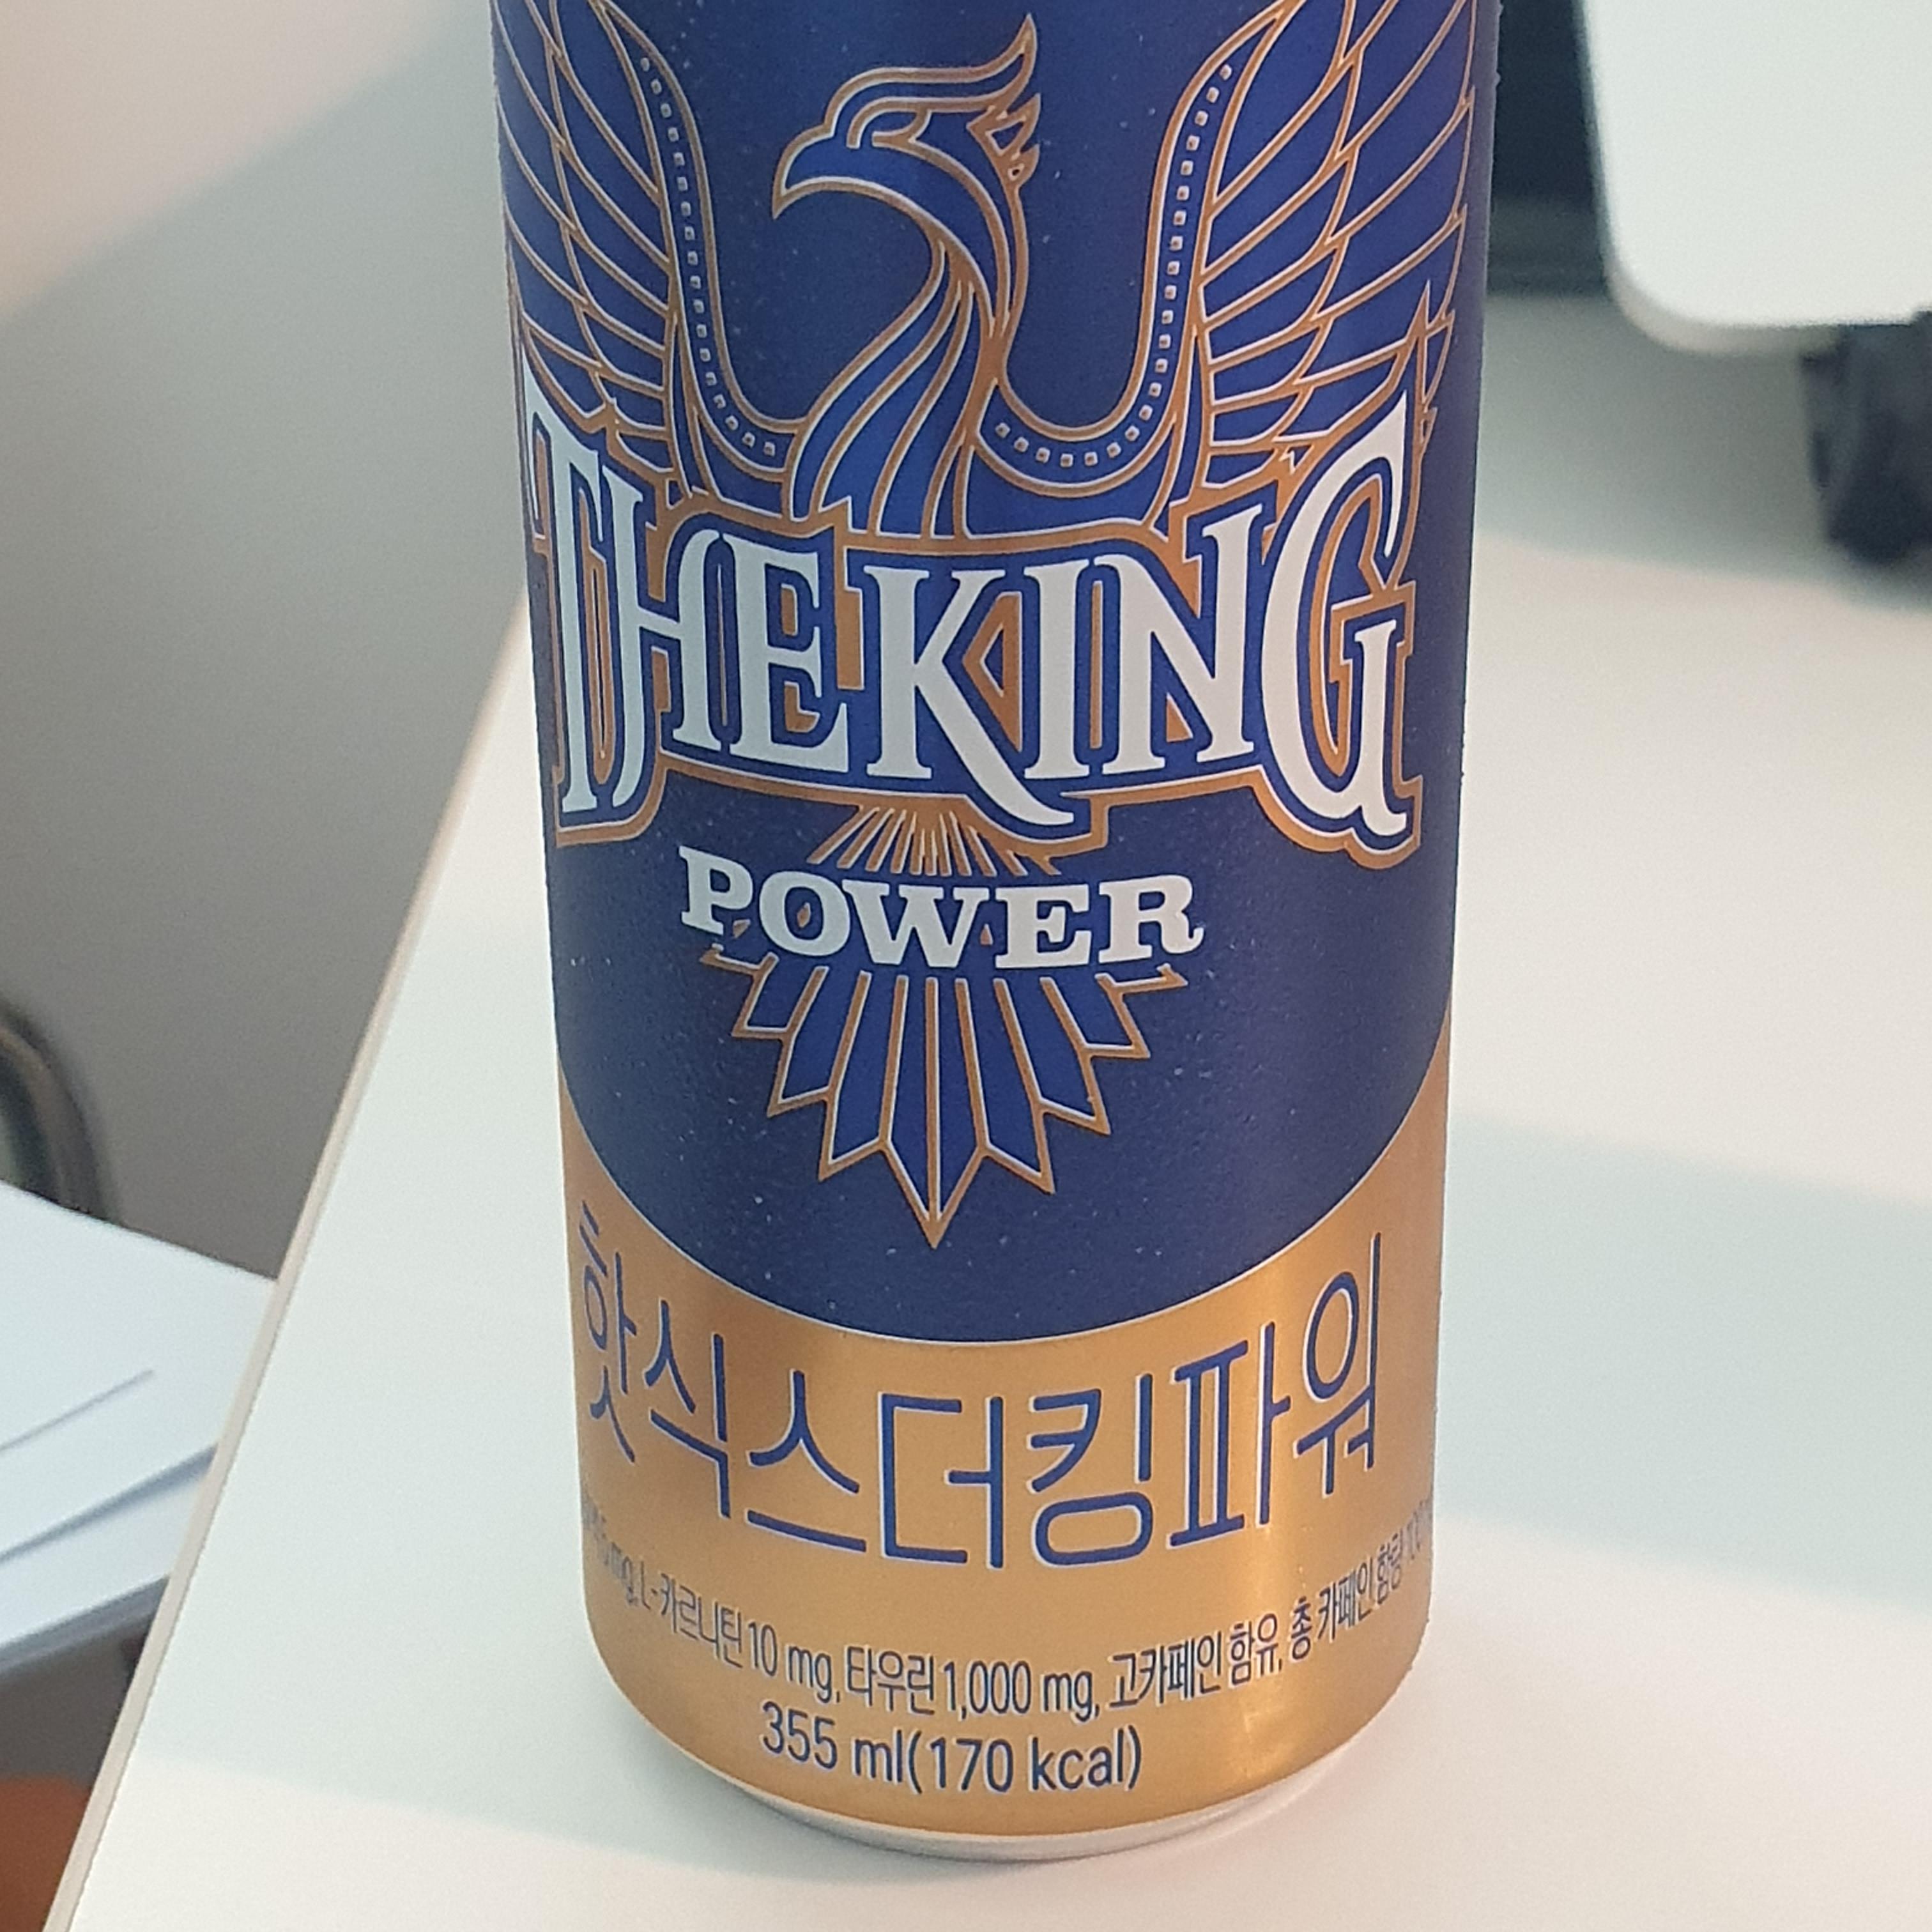 THE KING
POWER
핫식스더킹파워
mg, L-카르니틴 10 mg, 타우린 1,000 mg, 고카페인 함유, 총 카페인 함량
355 ml(170 kcal)